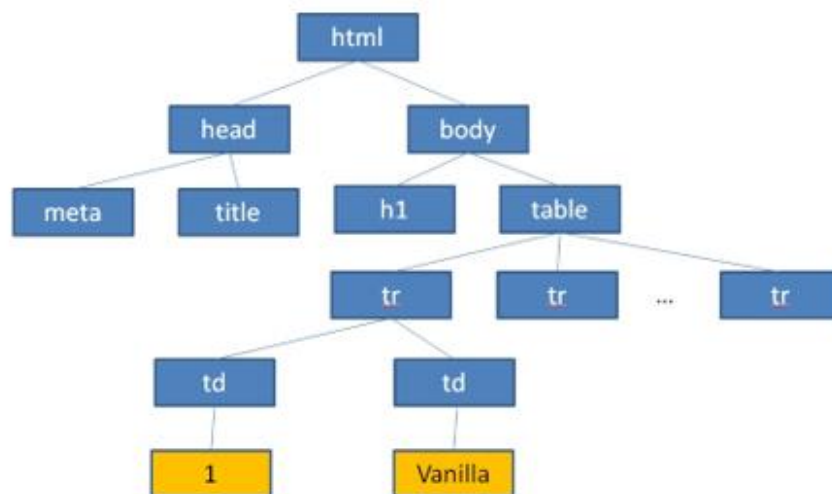 html
head body
meta title h1 table
tr tr ... tr
td td
1 Vanilla